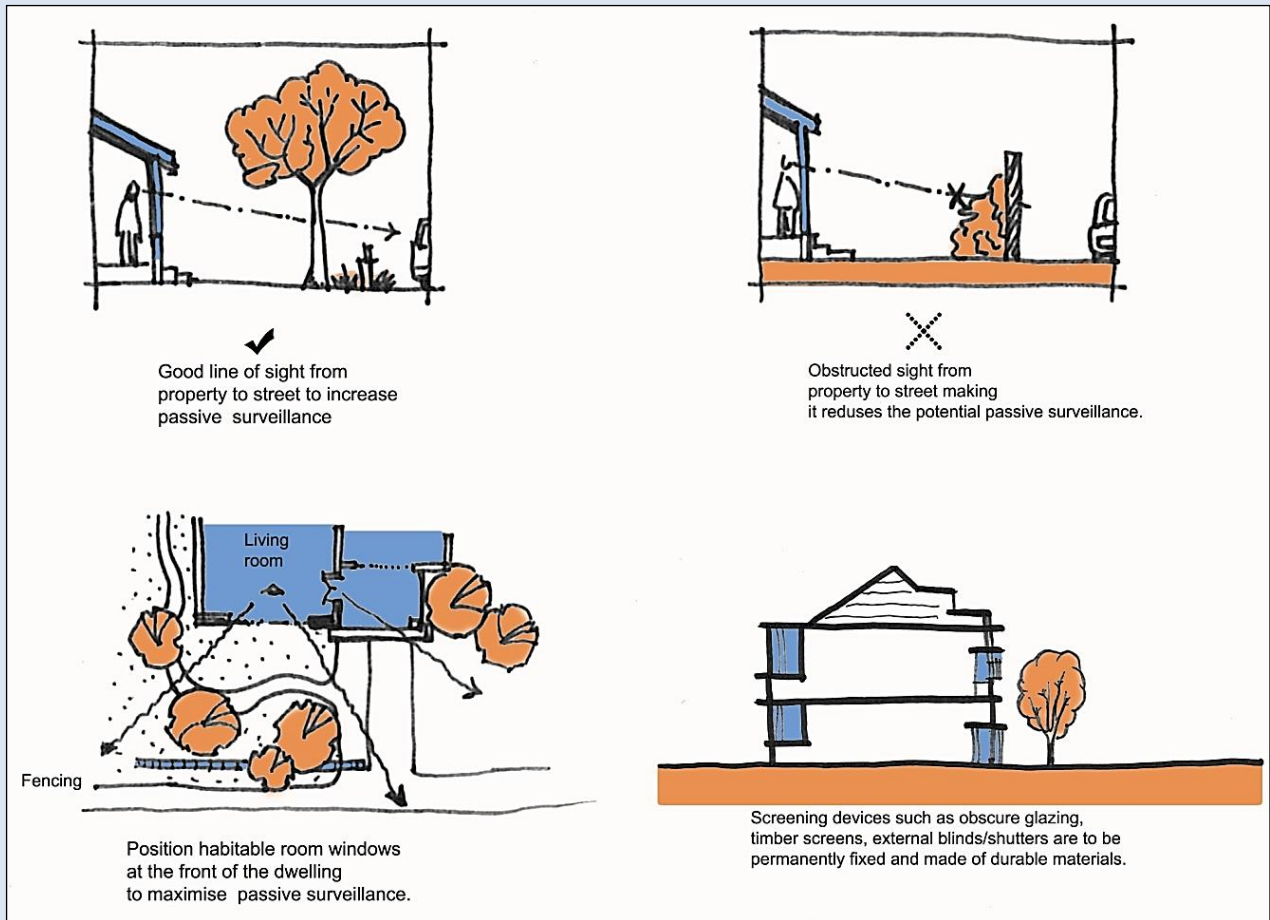 Good line of sight from
property to street to increase
passive surveillance
Obstructed sight from
property to street making
it reduses the potential passive surveillance.
Living
room
Fencing
Position habitable room windows
at the front of the dwelling
to maximise passive surveillance.
Screening devices such as obscure glazing,
timber screens, external blinds/shutters are to be
permanently fixed and made of durable materials.